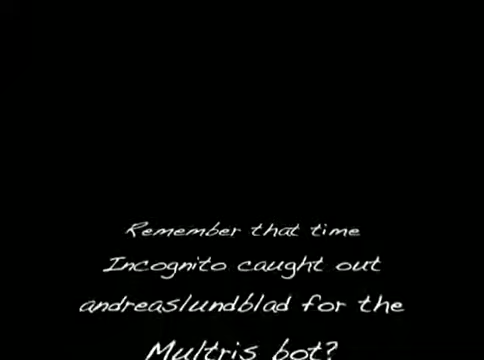 Remember that time
Incognito caught out
andreaslundblad for the
Multris bot?